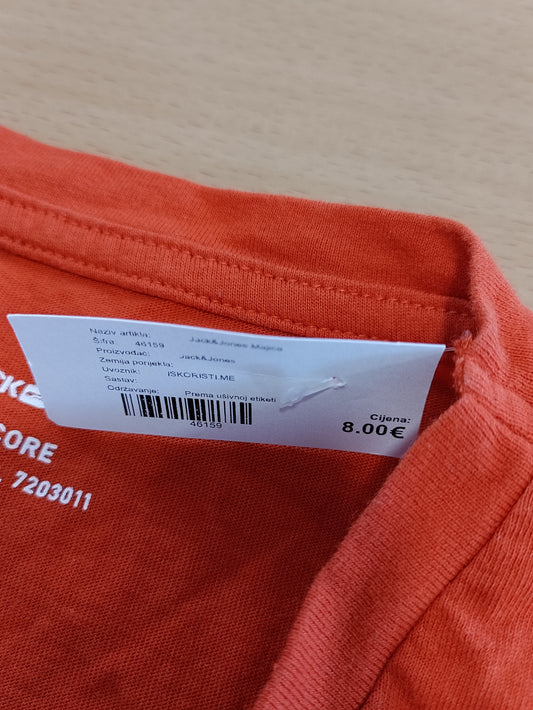 Naziv artikla: Jack&Jones Majica
Šifra: 46159
Proizvođač: Jack&Jones
Zemlja porijekla:
Uvoznik: ISKORISTI.ME
Sastav:
Održavanje: Prema ušivnoj etiketi
46159
Cijena:
8.00€
CK&
CORE
7203011